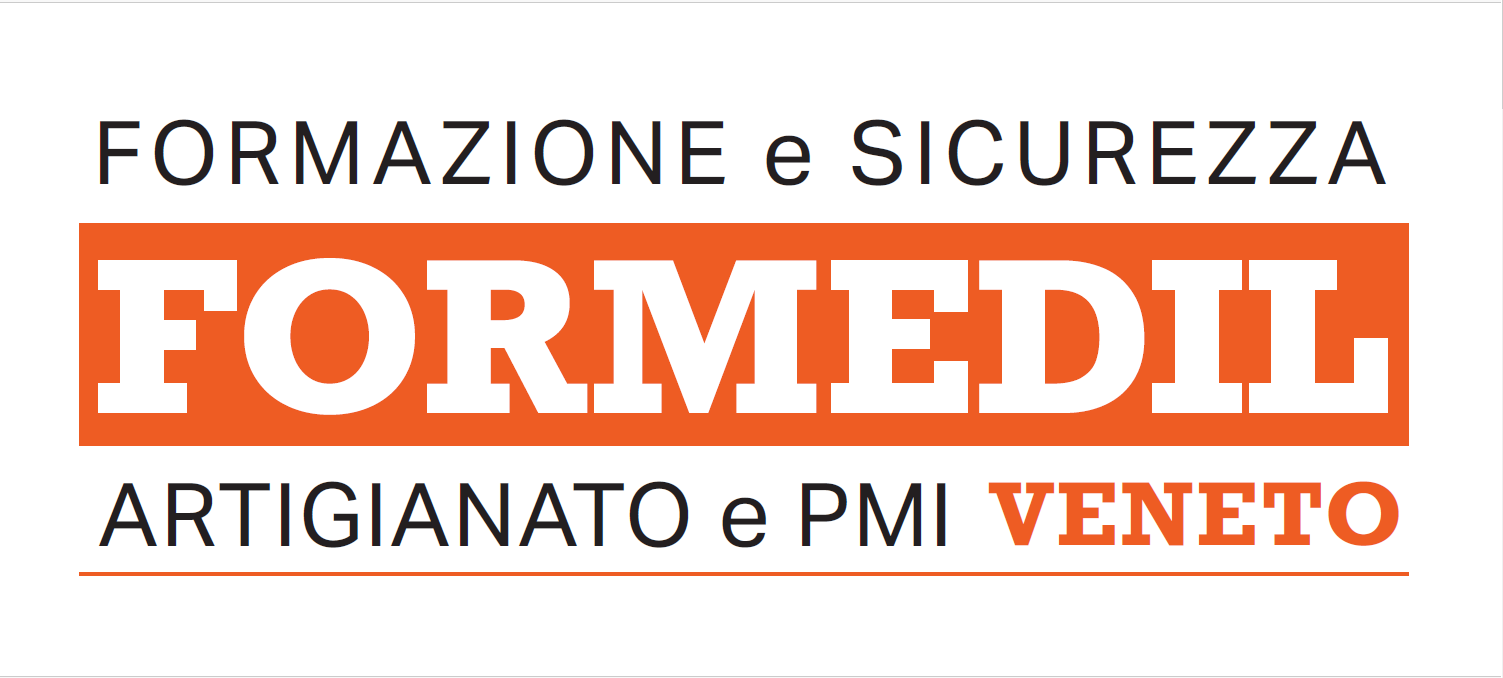 FORMAZIONE e SICUREZZA
FORMEDIL
ARTIGIANATO e PMI VENETO